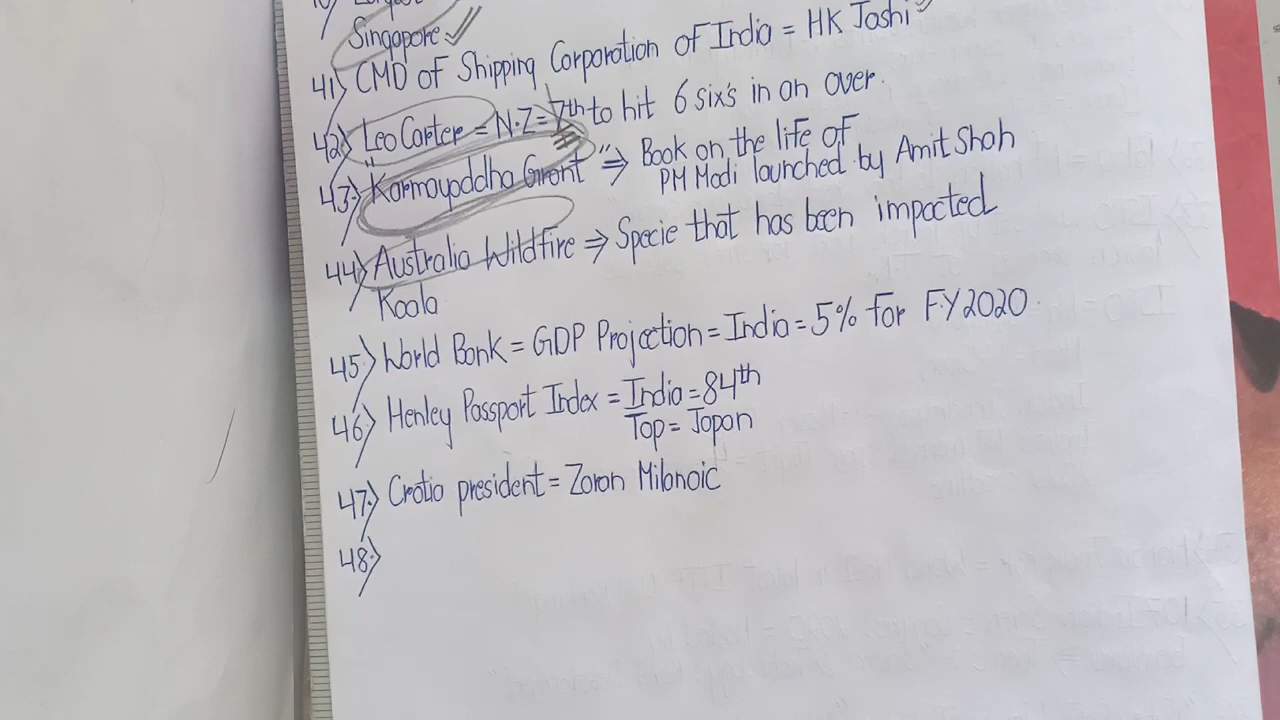 Singapore
41) CMD of Shipping Corporation of India = HK Joshi
42) Leo Carter = N.Z = 7th to hit 6 six's in an over.
43) "Karmayoddha Grant" ⇒ Book on the life of
PM Modi launched by Amit Shah
44) Australia Wildfire ⇒ Specie that has been impacted
Koala
45) World Bank = GDP Projection = India = 5% for F.Y 2020.
46) Henley Passport Index = India = 84th
Top = Japan
47) Crotia president = Zoran Milanoic
48)